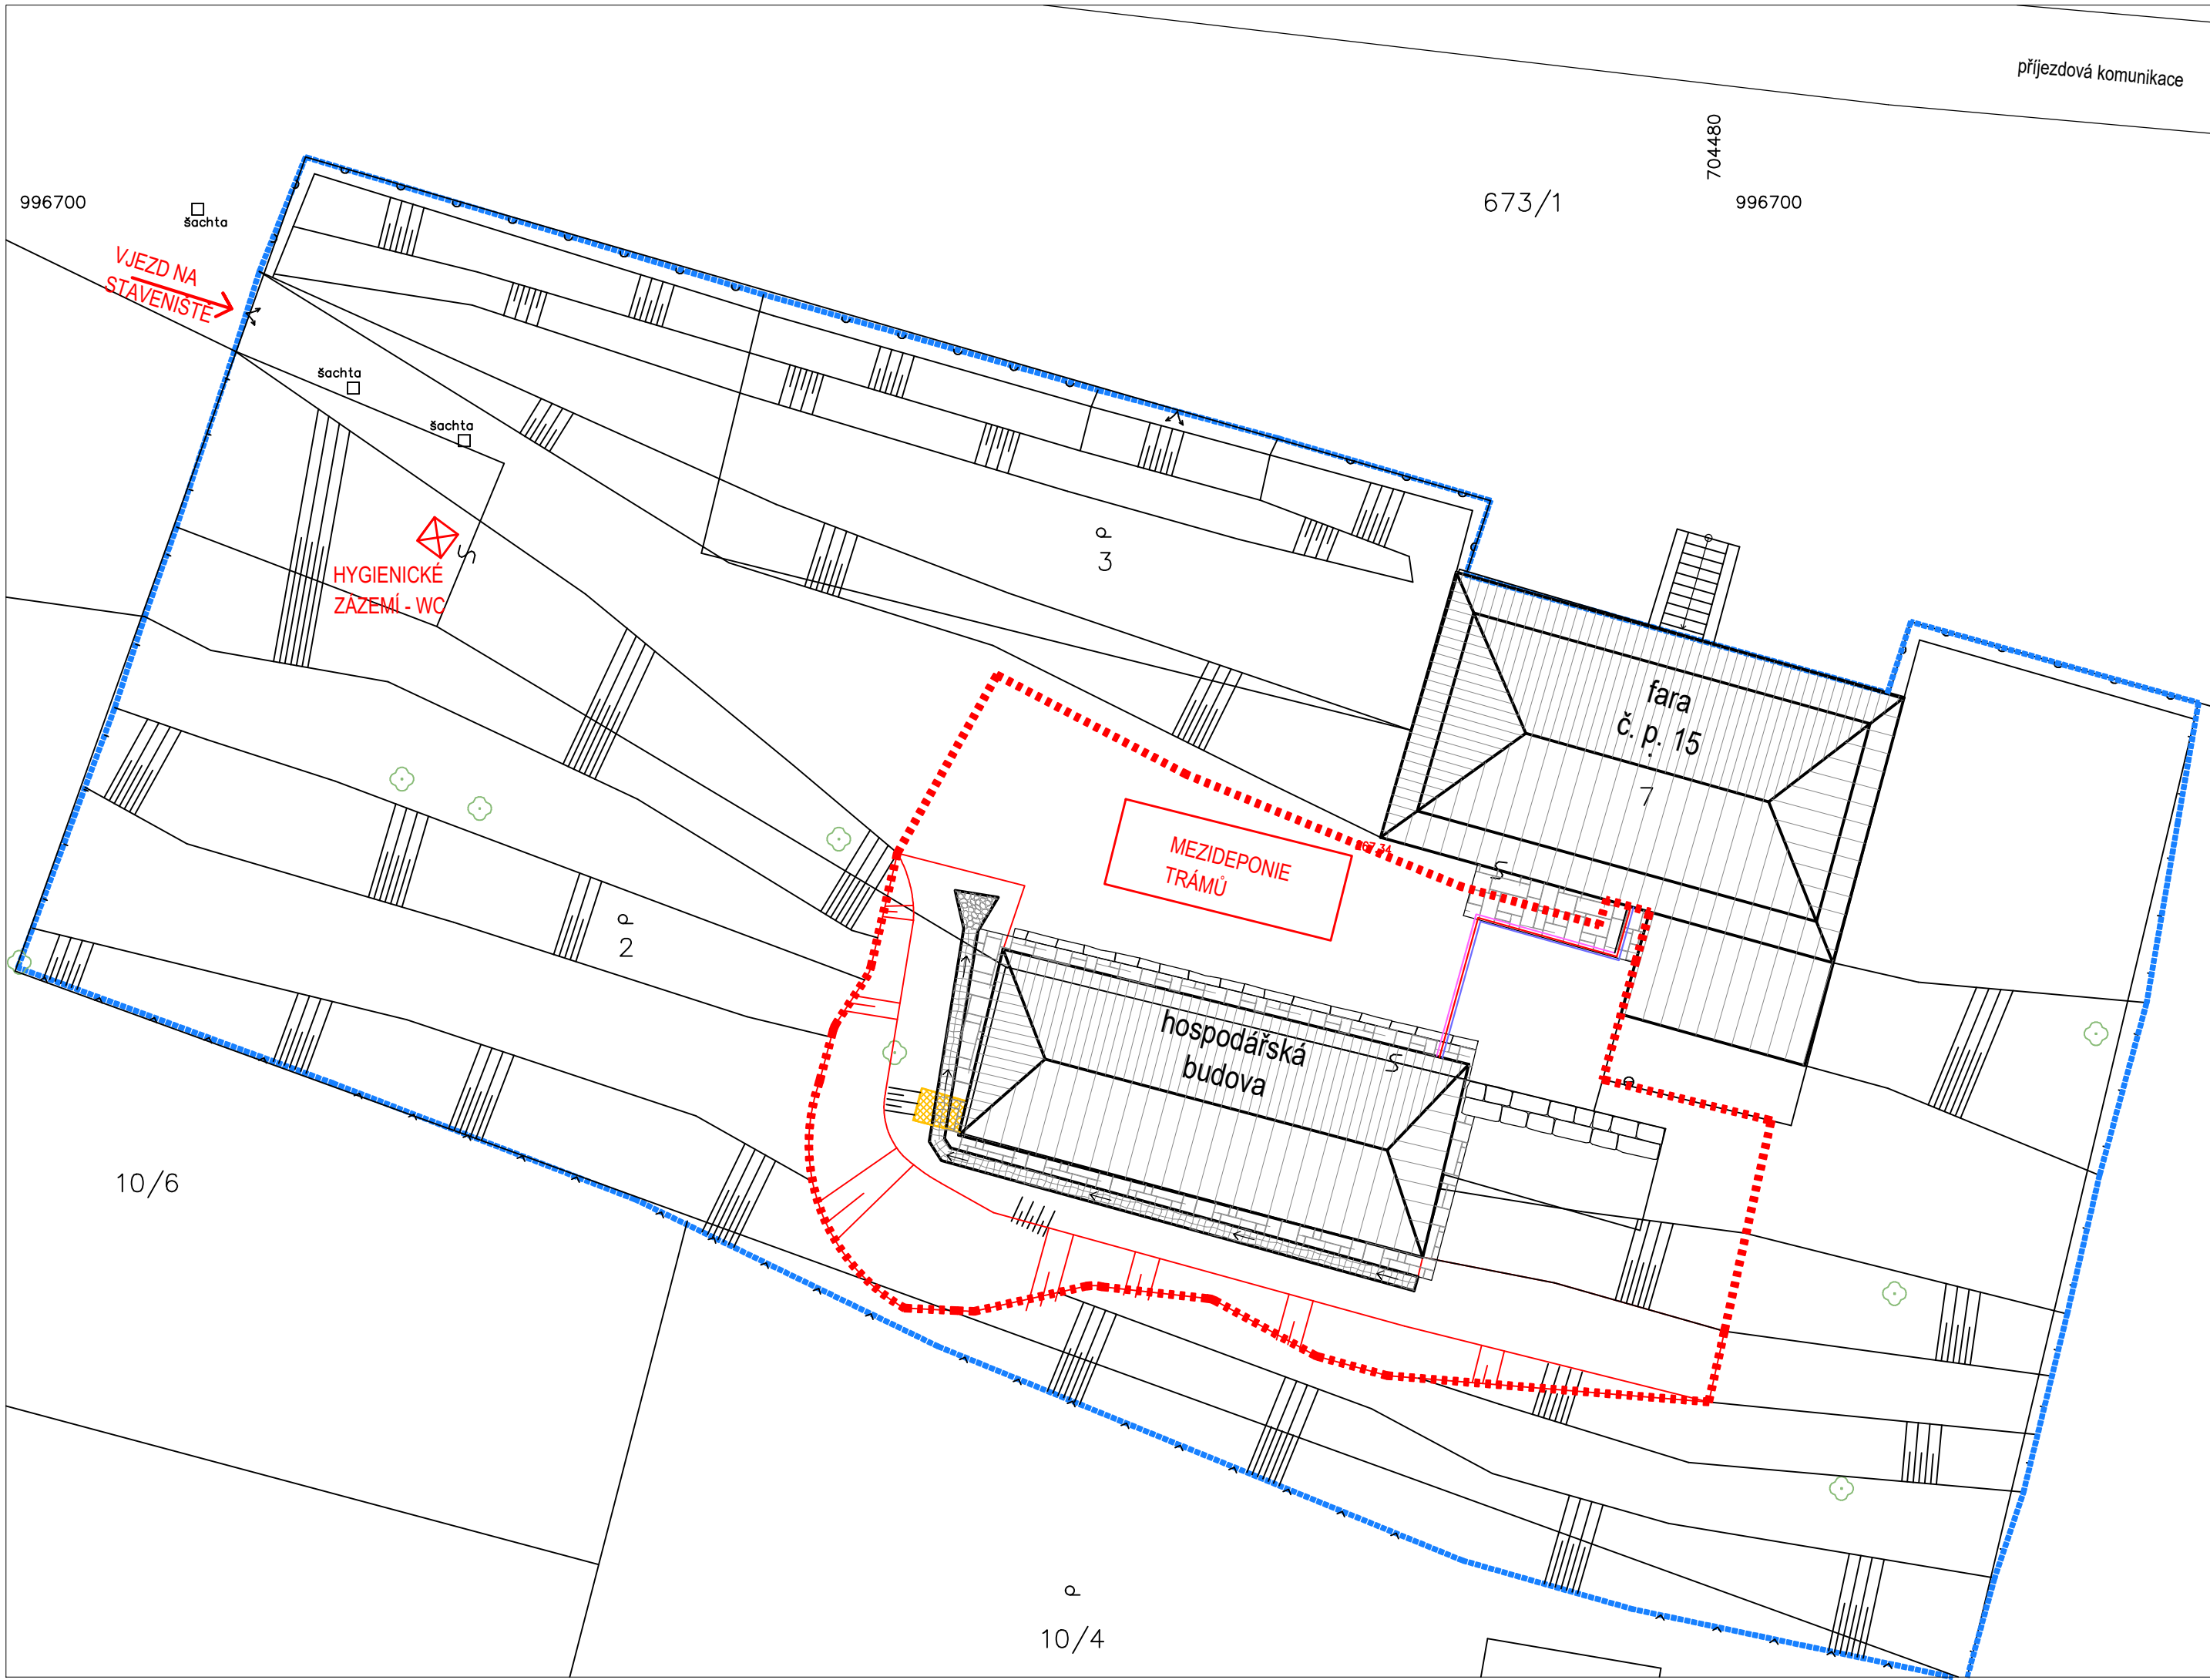 příjezdová komunikace
704480
996700
673/1
996700
šachta
VJEZD NA
STAVENIŠTĚ
šachta
šachta
3
HYGIENICKÉ
ZÁZEMÍ - WC
fara
č. p. 15
7
MEZIDEPONIE
TRÁMŮ
2
hospodářská
budova
10/6
10/4